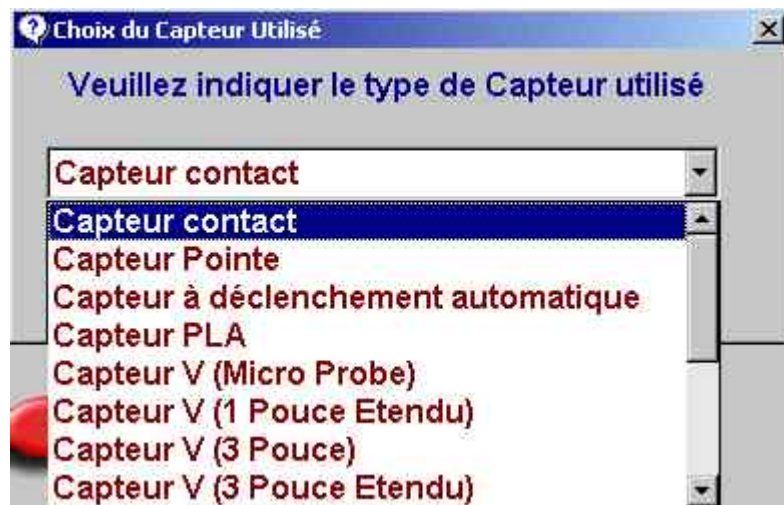 Choix du Capteur Utilisé
Veuillez indiquer le type de Capteur utilisé
Capteur contact
Capteur contact
Capteur Pointe
Capteur à déclenchement automatique
Capteur PLA
Capteur V (Micro Probe)
Capteur V (1 Pouce Etendu)
Capteur V (3 Pouce)
Capteur V (3 Pouce Etendu)